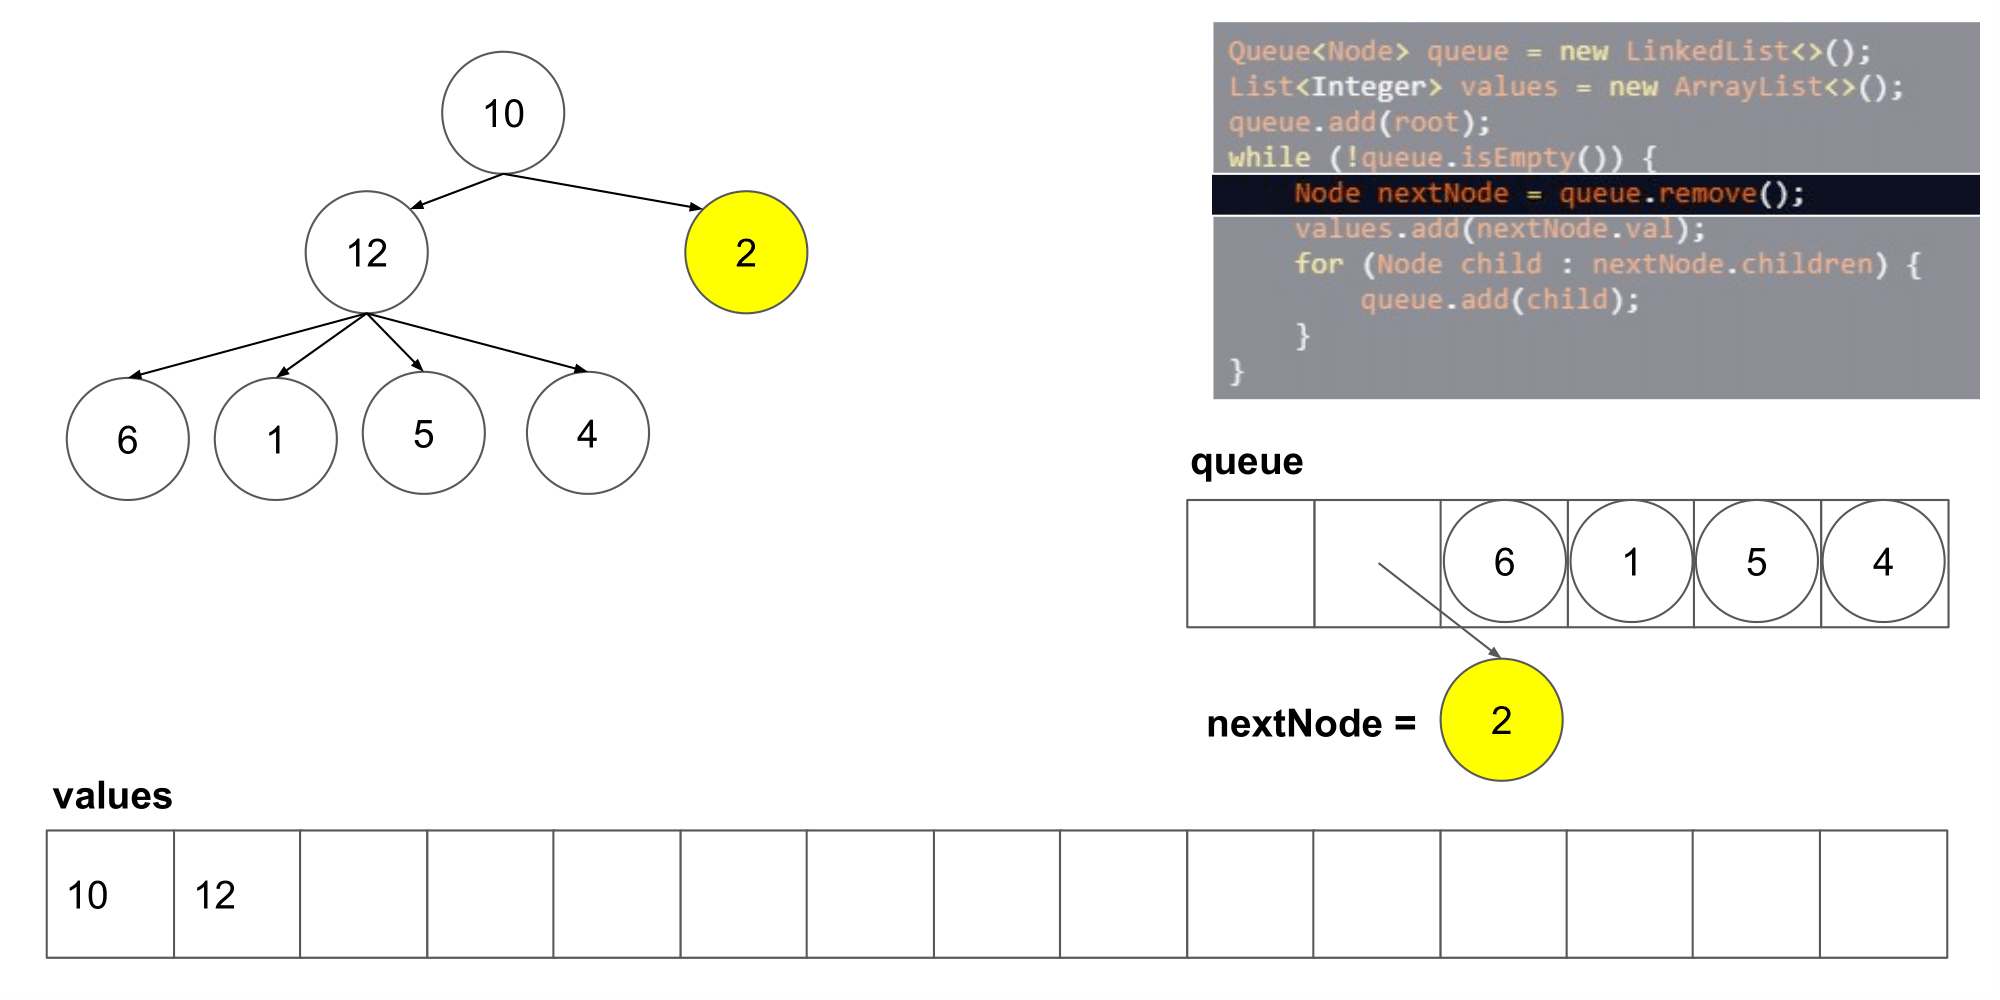 10
12
2
6
1
5
4
Queue<Node> queue = new LinkedList<>();
List<Integer> values = new ArrayList<>();
queue.add(root);
while (!queue.isEmpty()) {
    Node nextNode = queue.remove();
    values.add(nextNode.val);
    for (Node child : nextNode.children) {
        queue.add(child);
    }
}
queue
6 1 5 4
nextNode = 2
values
10 12